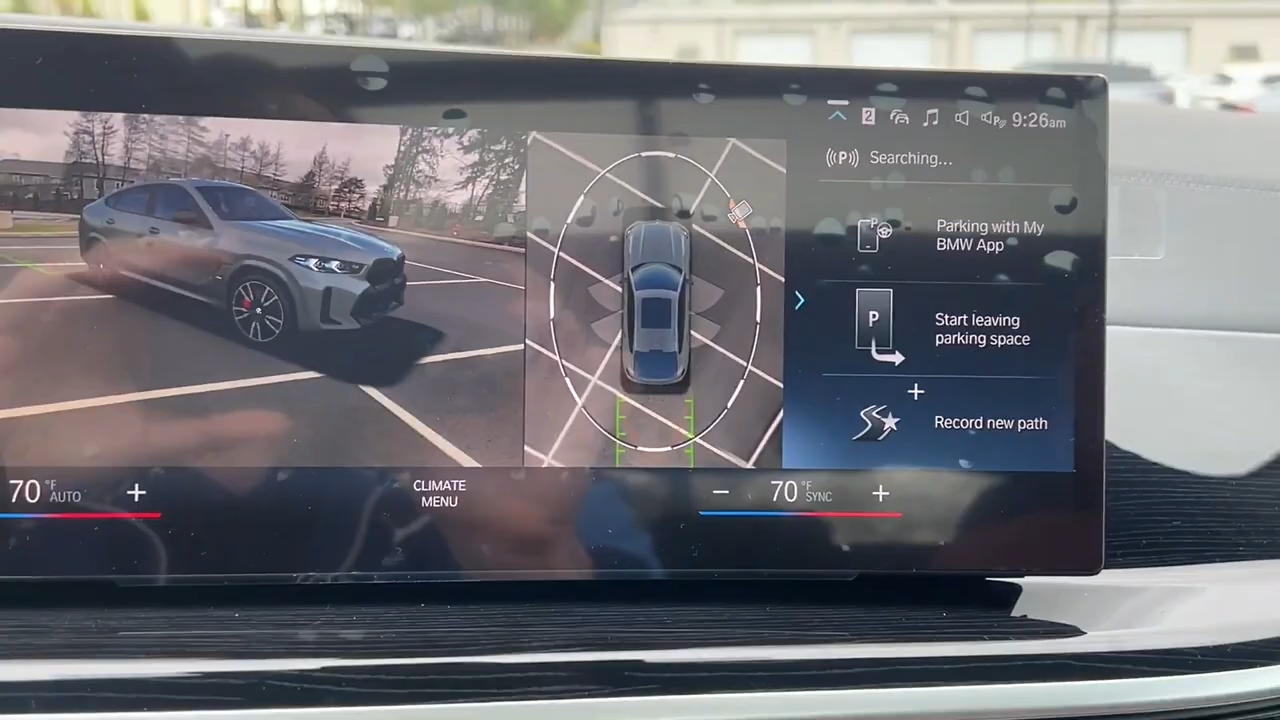 2
P
9:26am
(((P))) Searching...
P
Parking with My
BMW App
P
Start leaving
parking space
+
Record new path
70 °F
AUTO
+
CLIMATE
MENU
−
70 °F
SYNC
+